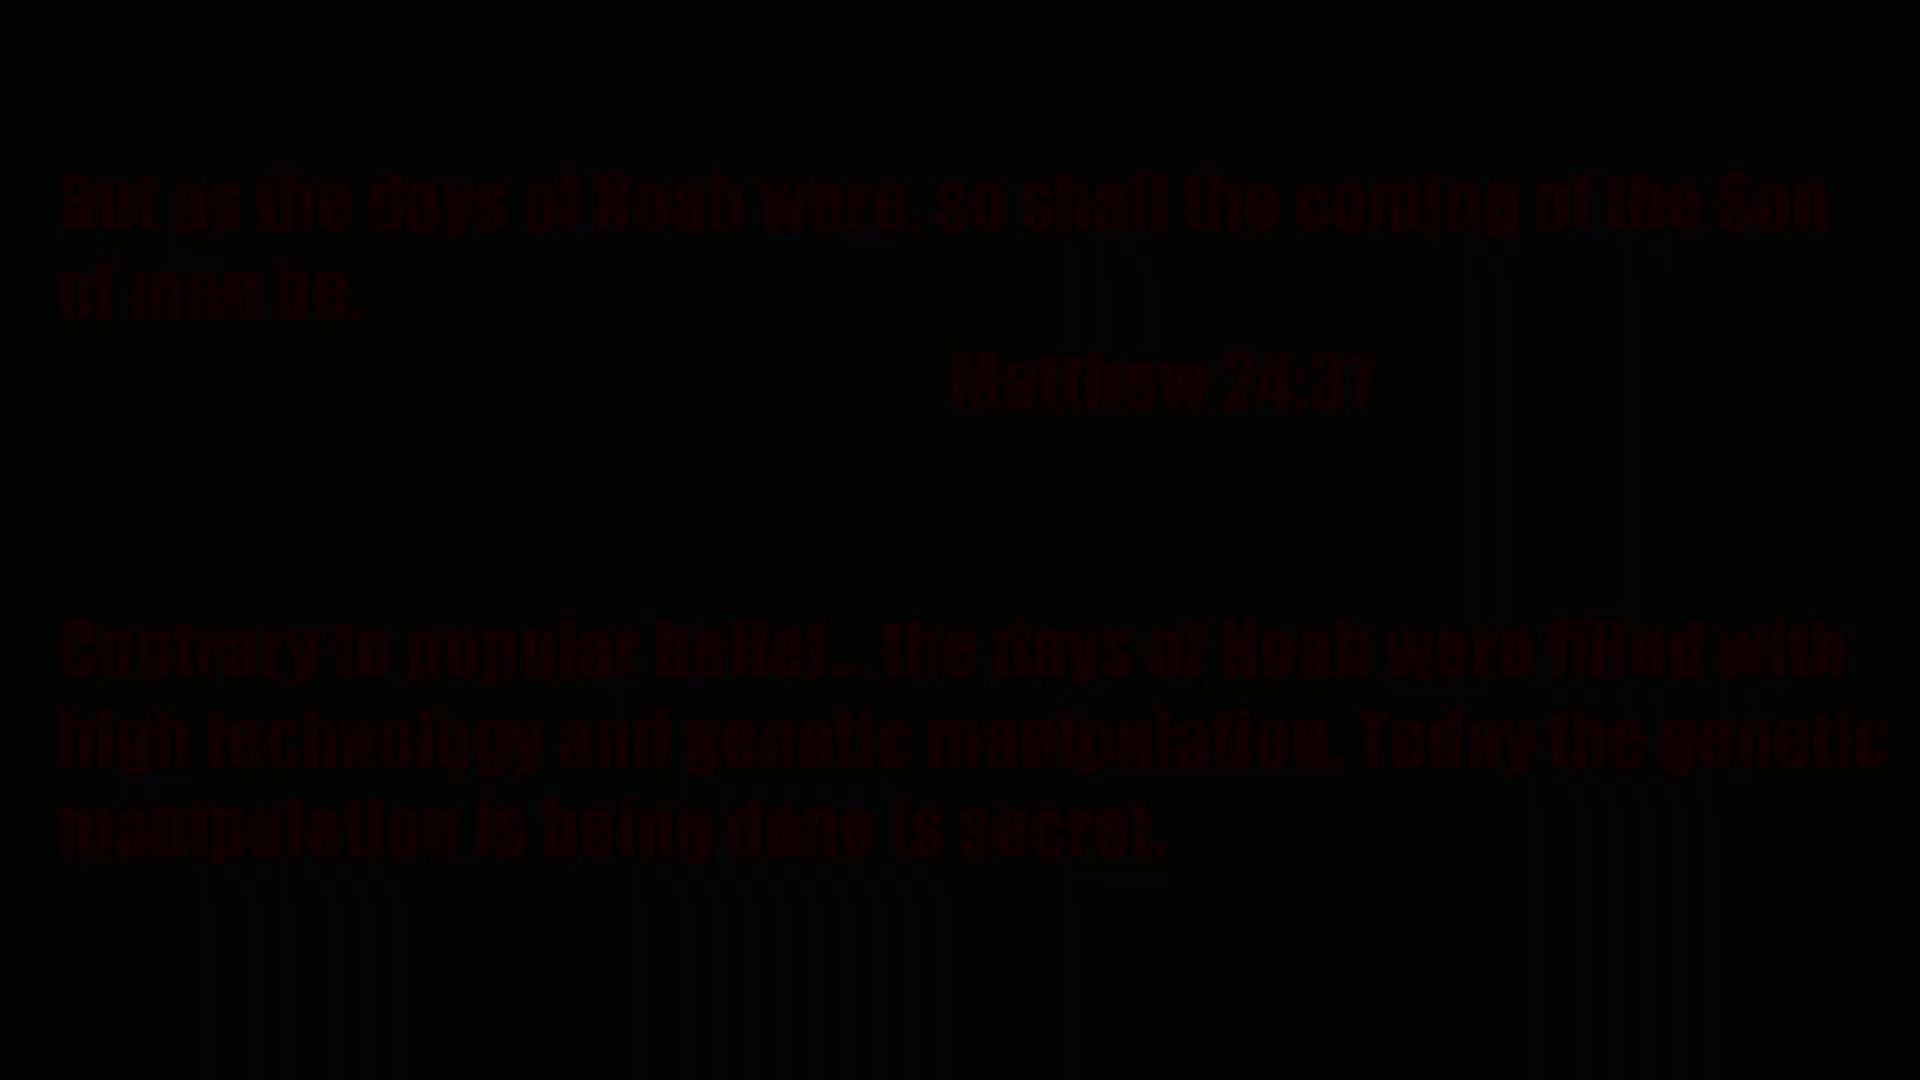 But as the days of Noah were, so shall the coming of the Son
of man be.
Matthew 24:37
Contrary to popular belief... the days of Noah were filled with
high technology and genetic manipulation. Today the genetic
manipulation is being done is secret.